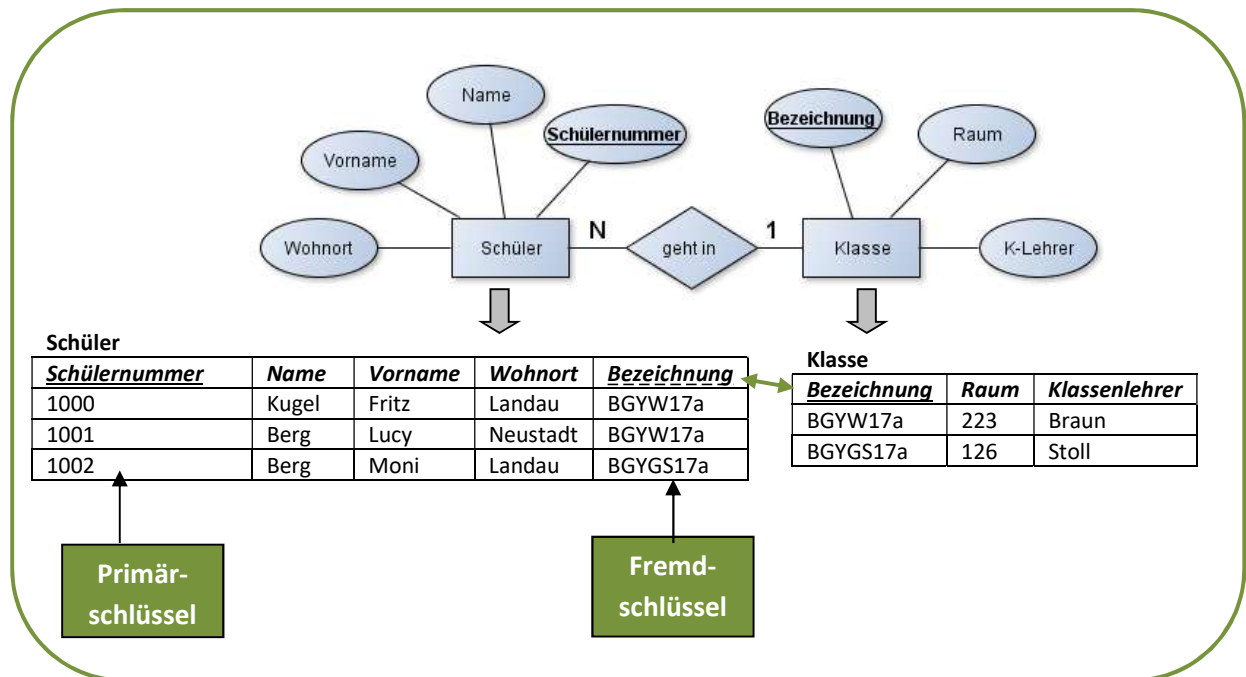 Name
Schülernummer
Bezeichnung
Raum
Vorname
Wohnort
Schüler
N
geht in
1
Klasse
K-Lehrer
Schüler
Schülernummer Name Vorname Wohnort Bezeichnung
1000 Kugel Fritz Landau BGYW17a
1001 Berg Lucy Neustadt BGYW17a
1002 Berg Moni Landau BGYGS17a
Klasse
Bezeichnung Raum Klassenlehrer
BGYW17a 223 Braun
BGYGS17a 126 Stoll
Primär-
schlüssel
Fremd-
schlüssel